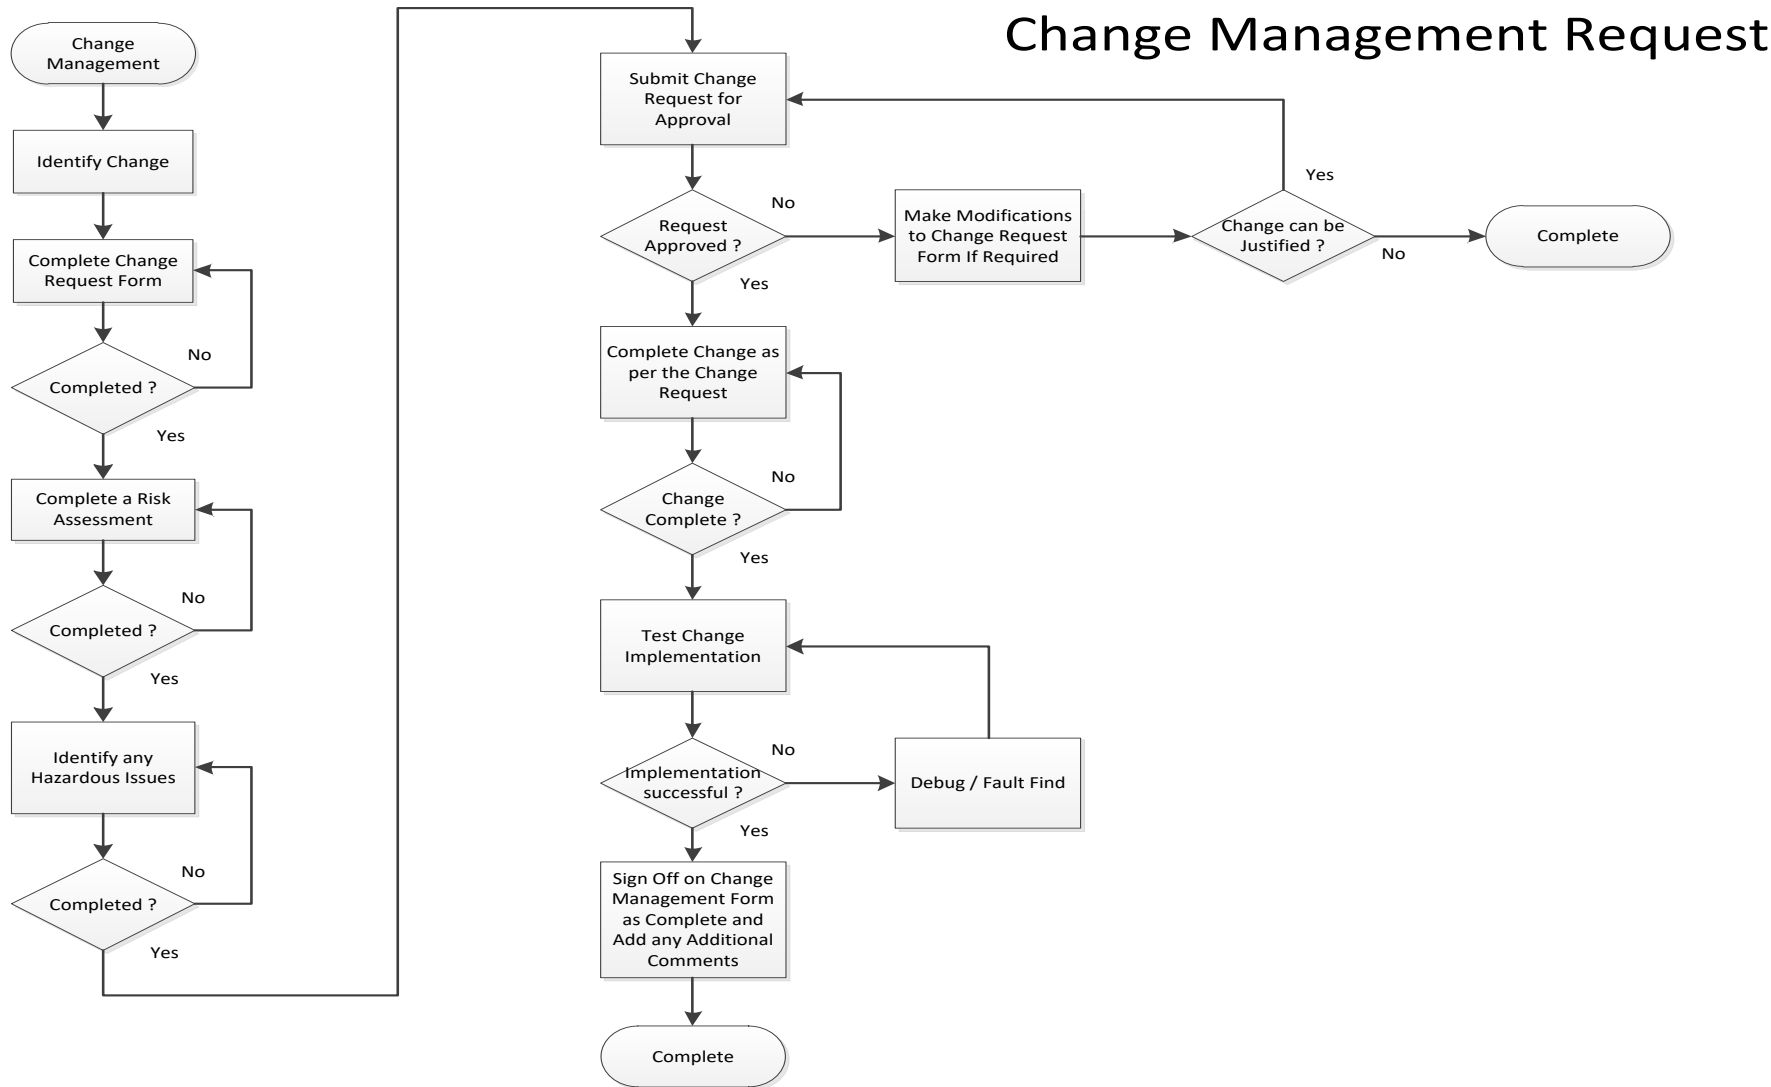 Change Management Request
Change
Management
Identify Change
Complete Change
Request Form
No
Completed ?
Yes
Complete a Risk
Assessment
No
Completed ?
Yes
Identify any
Hazardous Issues
No
Completed ?
Yes
Submit Change
Request for
Approval
Request
Approved ?
No
Yes
Make Modifications
to Change Request
Form If Required
Yes
Change can be
Justified ?
No
Complete
Complete Change as
per the Change
Request
No
Change
Complete ?
Yes
Test Change
Implementation
No
Implementation
successful ?
Yes
Debug / Fault Find
Sign Off on Change
Management Form
as Complete and
Add any Additional
Comments
Complete